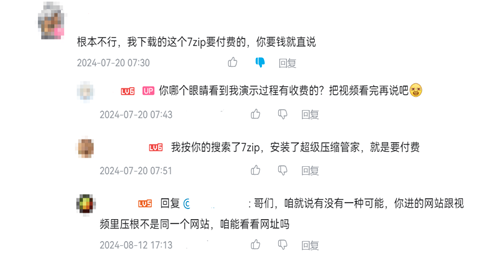 根本不行，我下载的这个7zip要付费的，你要钱就直说
2024-07-20 07:30 回复
LV5 UP 你哪个眼睛看到我演示过程有收费的？把视频看完再说吧
2024-07-20 07:43 回复
LV5 我按你的搜索了7zip，安装了超级压缩管家，就是要付费
2024-07-20 07:51 回复
LV5 回复 @ : 哥们，咱就说有没有一种可能，你进的网站跟视
频里压根不是同一个网站，咱能看看网址吗
2024-08-12 17:13 回复